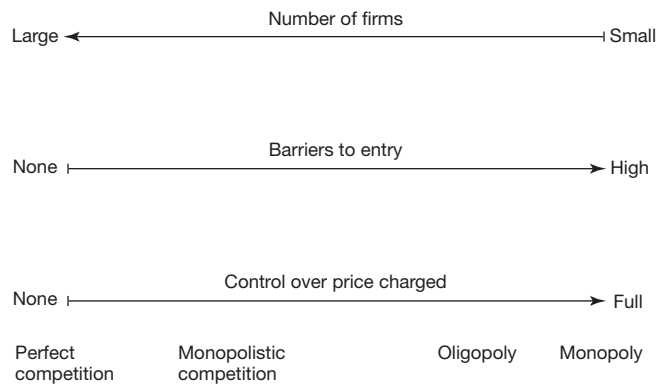 Number of firms
Large
Small
Barriers to entry
None
High
Control over price charged
None
Full
Perfect
competition
Monopolistic
competition
Oligopoly
Monopoly